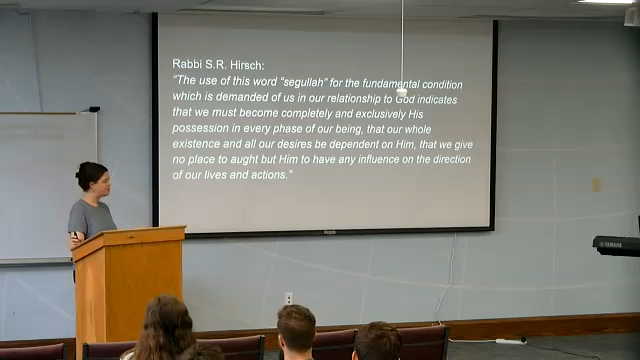 Rabbi S.R. Hirsch:
"The use of this word "segullah" for the fundamental condition
which is demanded of us in our relationship to God indicates
that we must become completely and exclusively His
possession in every phase of our being, that our whole
existence and all our desires be dependent on Him, that we give
no place to aught but Him to have any influence on the direction
of our lives and actions."
YAMAHA